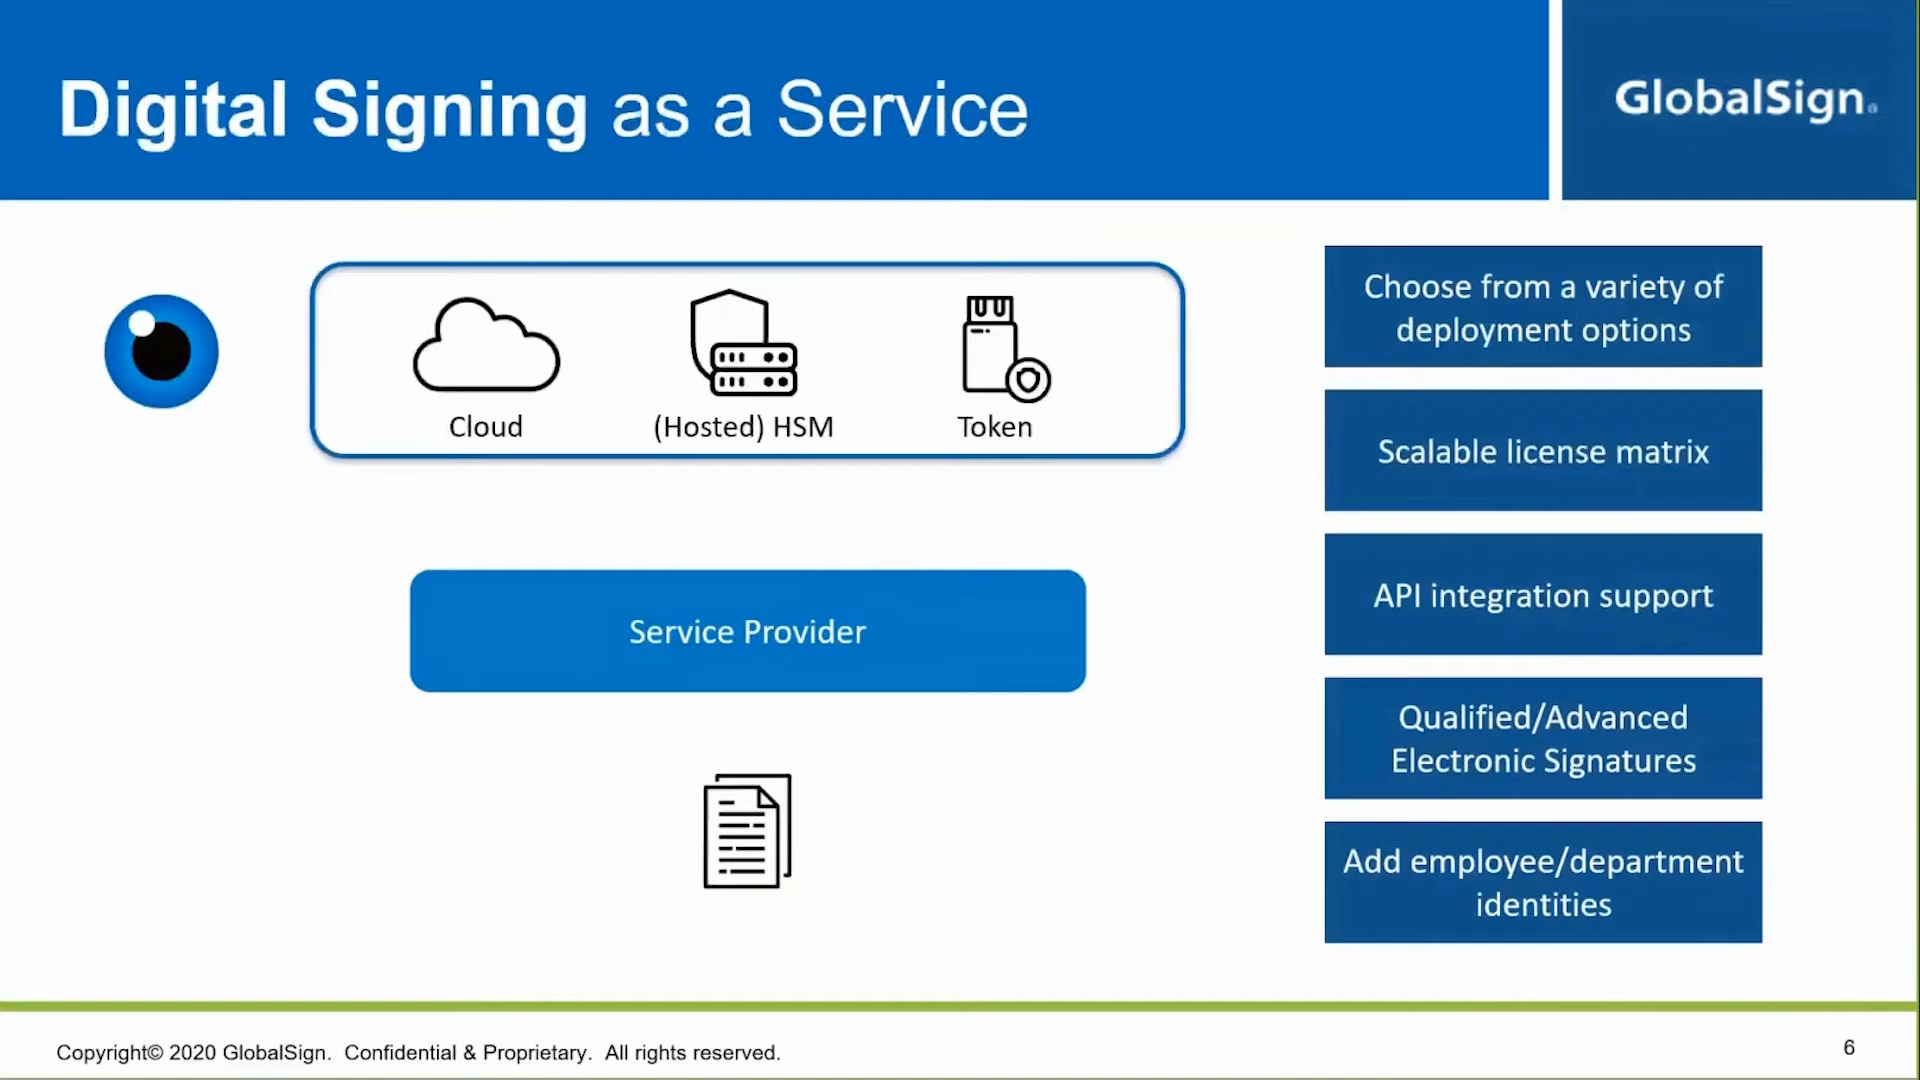 Digital Signing as a Service
GlobalSign.
Cloud
(Hosted) HSM
Token
Service Provider
Choose from a variety of
deployment options
Scalable license matrix
API integration support
Qualified/Advanced
Electronic Signatures
Add employee/department
identities
Copyright© 2020 GlobalSign. Confidential & Proprietary. All rights reserved.
6